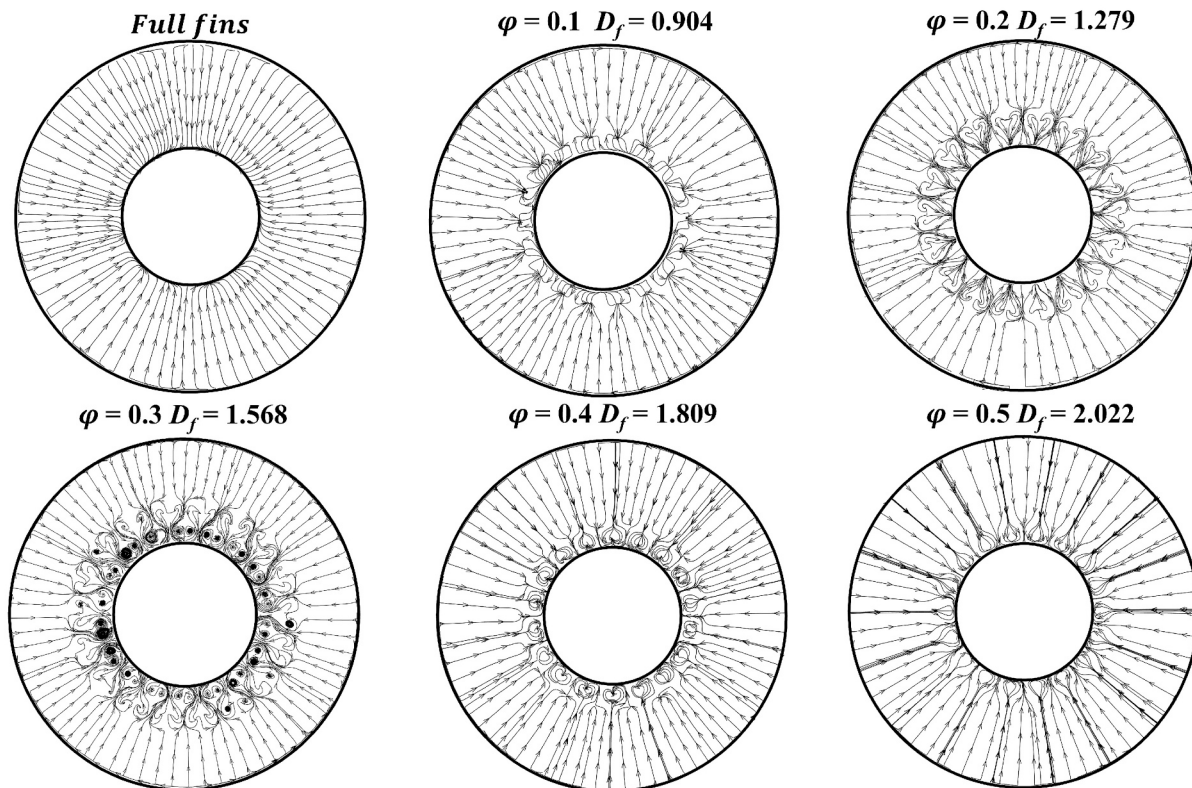 Full fins
φ = 0.1 D_f = 0.904
φ = 0.2 D_f = 1.279
φ = 0.3 D_f = 1.568
φ = 0.4 D_f = 1.809
φ = 0.5 D_f = 2.022